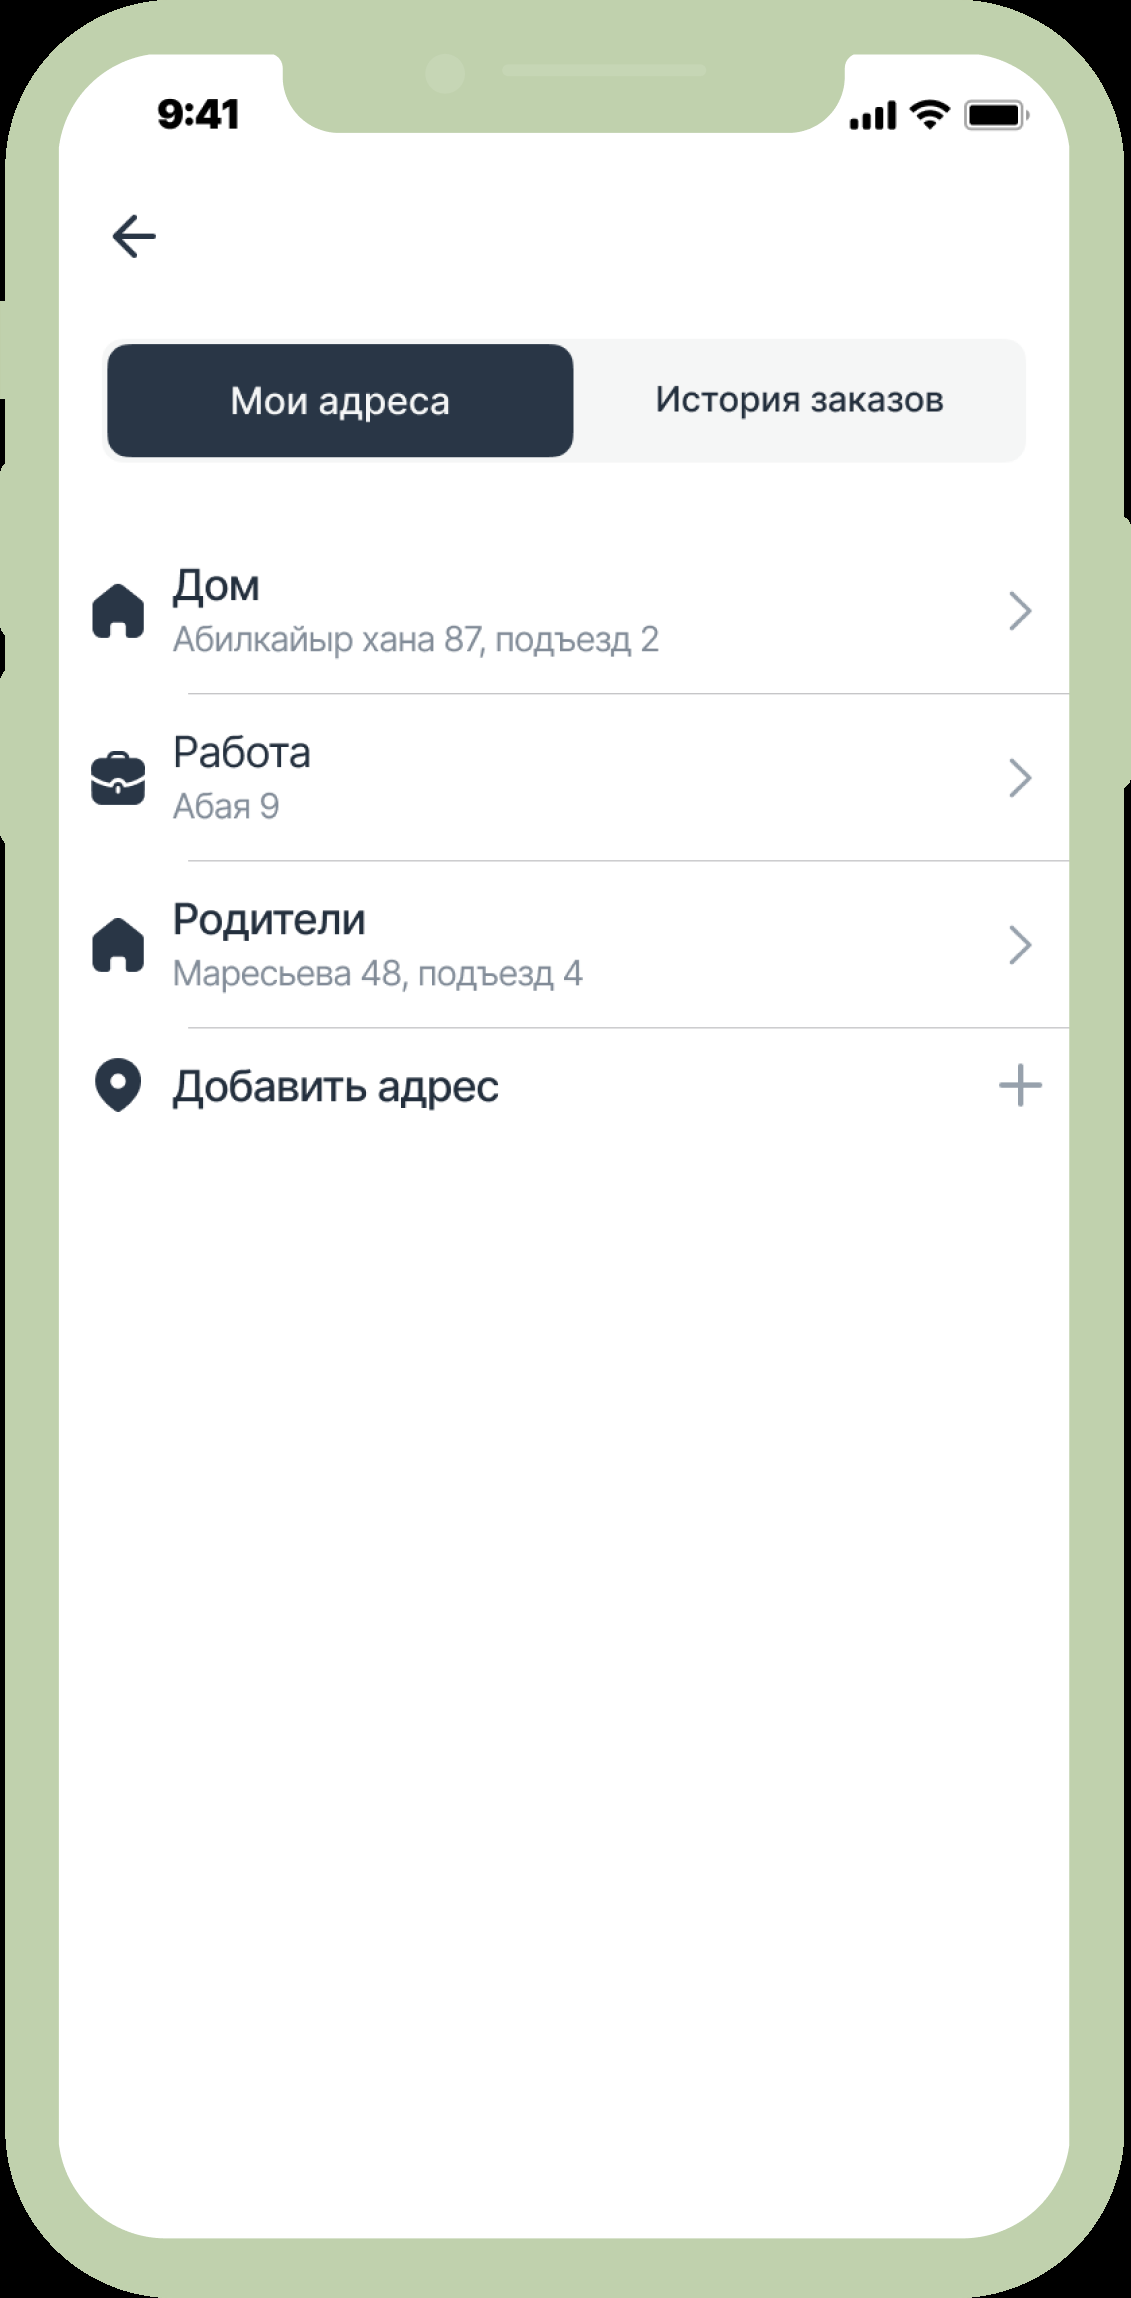 9:41
Мои адреса
История заказов
Дом
Абилкайыр хана 87, подъезд 2
Работа
Абая 9
Родители
Маресьева 48, подъезд 4
Добавить адрес